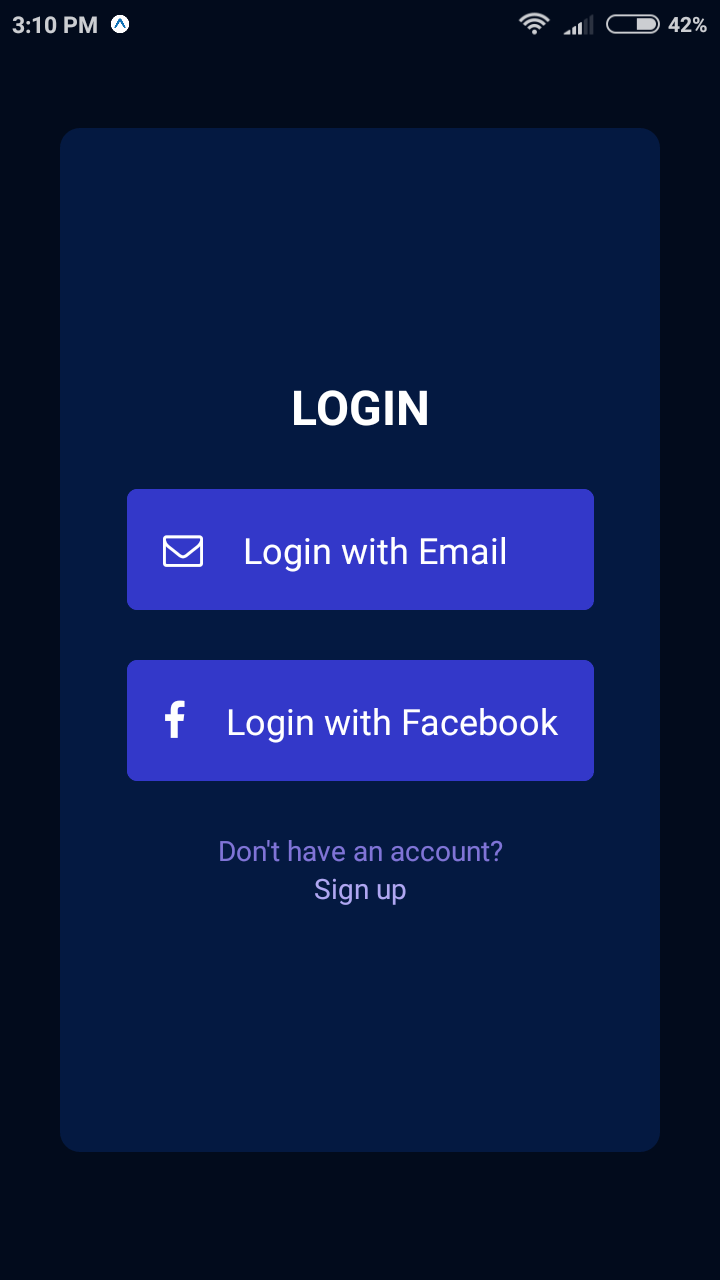 3:10 PM 42%
LOGIN
Login with Email
Login with Facebook
Don't have an account?
Sign up